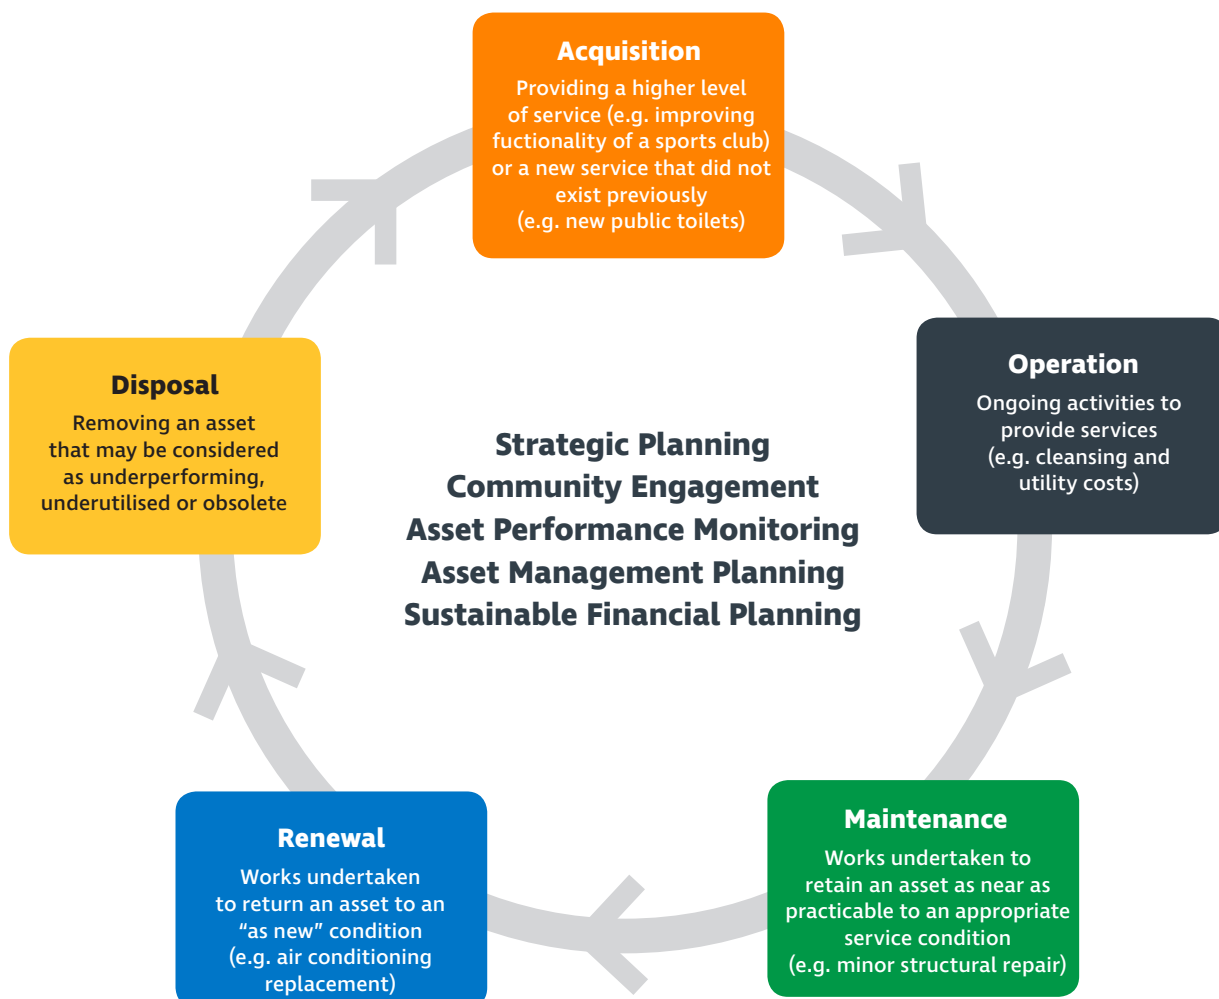 Acquisition
Providing a higher level
of service (e.g. improving
fuctionality of a sports club)
or a new service that did not
exist previously
(e.g. new public toilets)
Operation
Ongoing activities to
provide services
(e.g. cleansing and
utility costs)
Disposal
Removing an asset
that may be considered
as underperforming,
underutilised or obsolete
Strategic Planning
Community Engagement
Asset Performance Monitoring
Asset Management Planning
Sustainable Financial Planning
Maintenance
Works undertaken to
retain an asset as near as
practicable to an appropriate
service condition
(e.g. minor structural repair)
Renewal
Works undertaken
to return an asset to an
“as new” condition
(e.g. air conditioning
replacement)